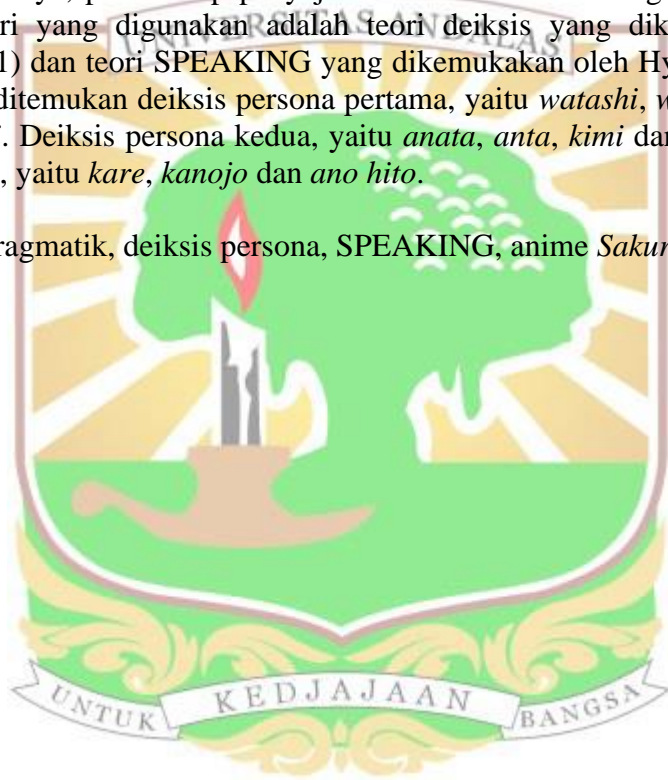 ri yang digunakan adalah teori deiksis yang dik
UNIVERSITAS ANDALAS
1) dan teori SPEAKING yang dikemukakan oleh Hy
ditemukan deiksis persona pertama, yaitu watashi,
Deiksis persona kedua, yaitu anata, anta, kimi dan
, yaitu kare, kanojo dan ano hito.
ragmatik, deiksis persona, SPEAKING, anime Sakur
UNTUK KEDJAJAAN BANGSA